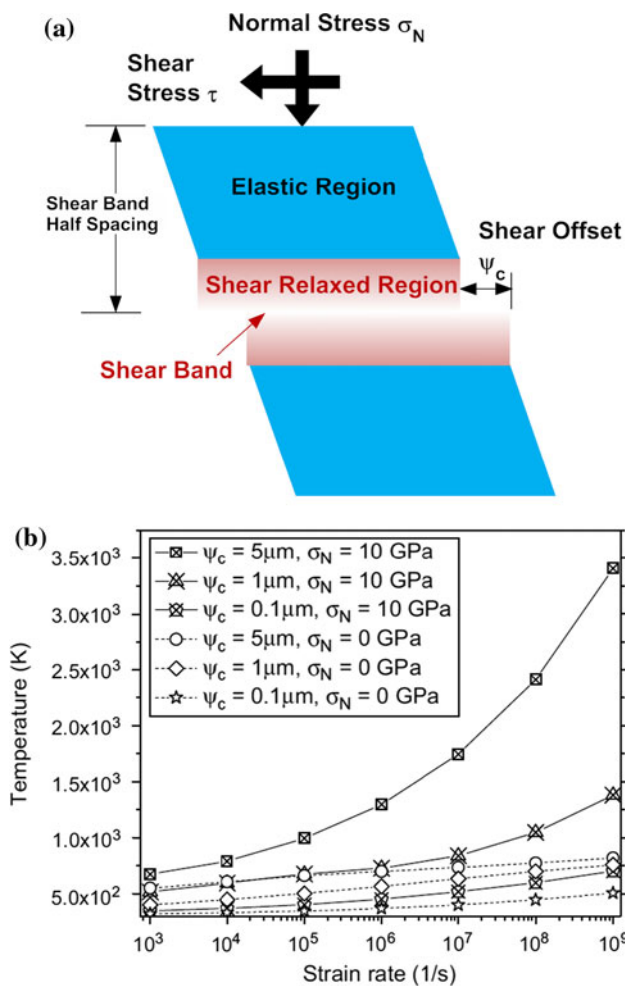 (a)
Normal Stress σN
Shear
Stress τ
Shear Band
Half Spacing
Elastic Region
Shear Offset
Ψc
Shear Relaxed Region
Shear Band
(b)
3.5x10³
2.5x10³
2.0x10³
1.5x10³
1.0x10³
5.0x10²
Temperature (K)
Ψc = 5μm, σN = 10 GPa
Ψc = 1μm, σN = 10 GPa
Ψc = 0.1μm, σN = 10 GPa
Ψc = 5μm, σN = 0 GPa
Ψc = 1μm, σN = 0 GPa
Ψc = 0.1μm, σN = 0 GPa
10³ 10⁴ 10⁵ 10⁶ 10⁷ 10⁸ 10⁹
Strain rate (1/s)